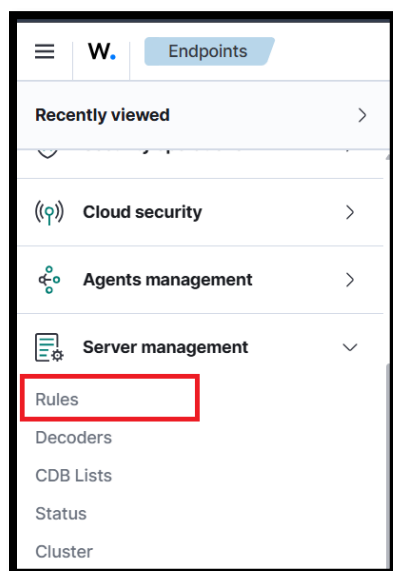 W.
Endpoints
Recently viewed
Cloud security
Agents management
Server management
Rules
Decoders
CDB Lists
Status
Cluster